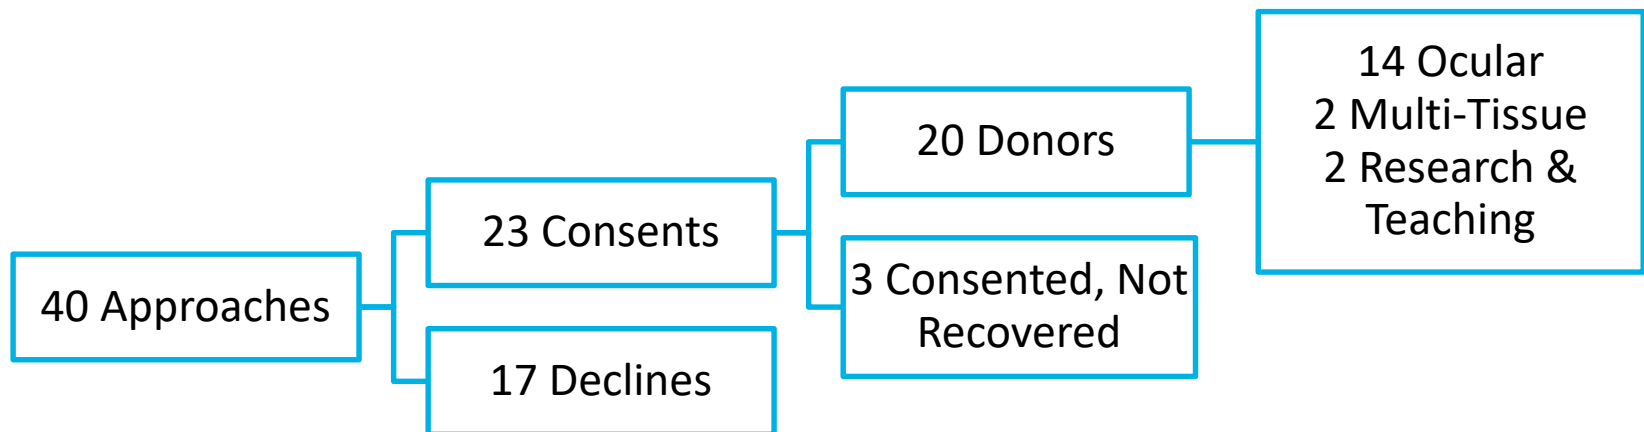 40 Approaches
23 Consents
17 Declines
20 Donors
3 Consented, Not
Recovered
14 Ocular
2 Multi-Tissue
2 Research &
Teaching